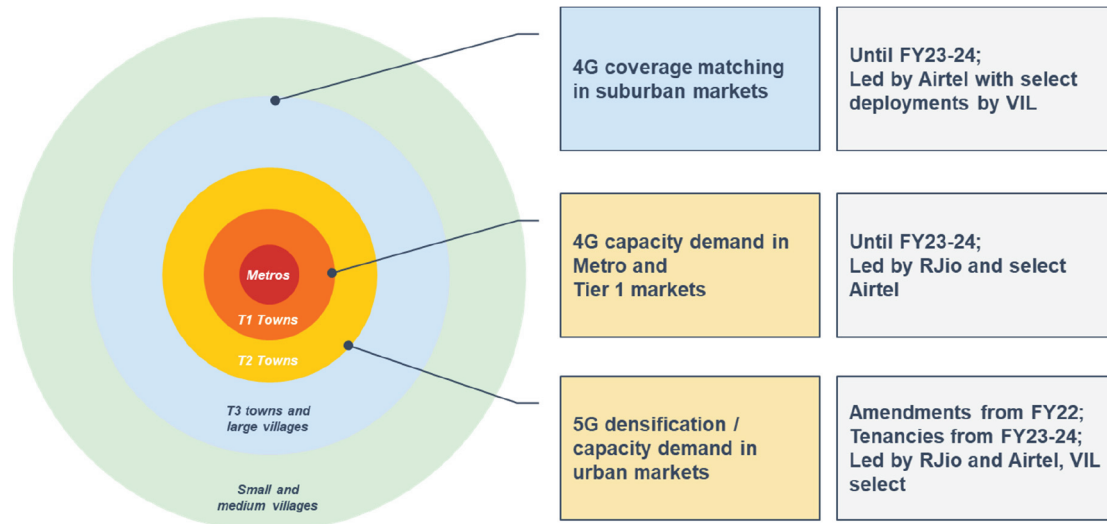 Metros
T1 Towns
T2 Towns
T3 towns and
large villages
Small and
medium villages
4G coverage matching
in suburban markets
Until FY23-24;
Led by Airtel with select
deployments by VIL
4G capacity demand in
Metro and
Tier 1 markets
Until FY23-24;
Led by RJio and select
Airtel
5G densification /
capacity demand in
urban markets
Amendments from FY22;
Tenancies from FY23-24;
Led by RJio and Airtel, VIL
select